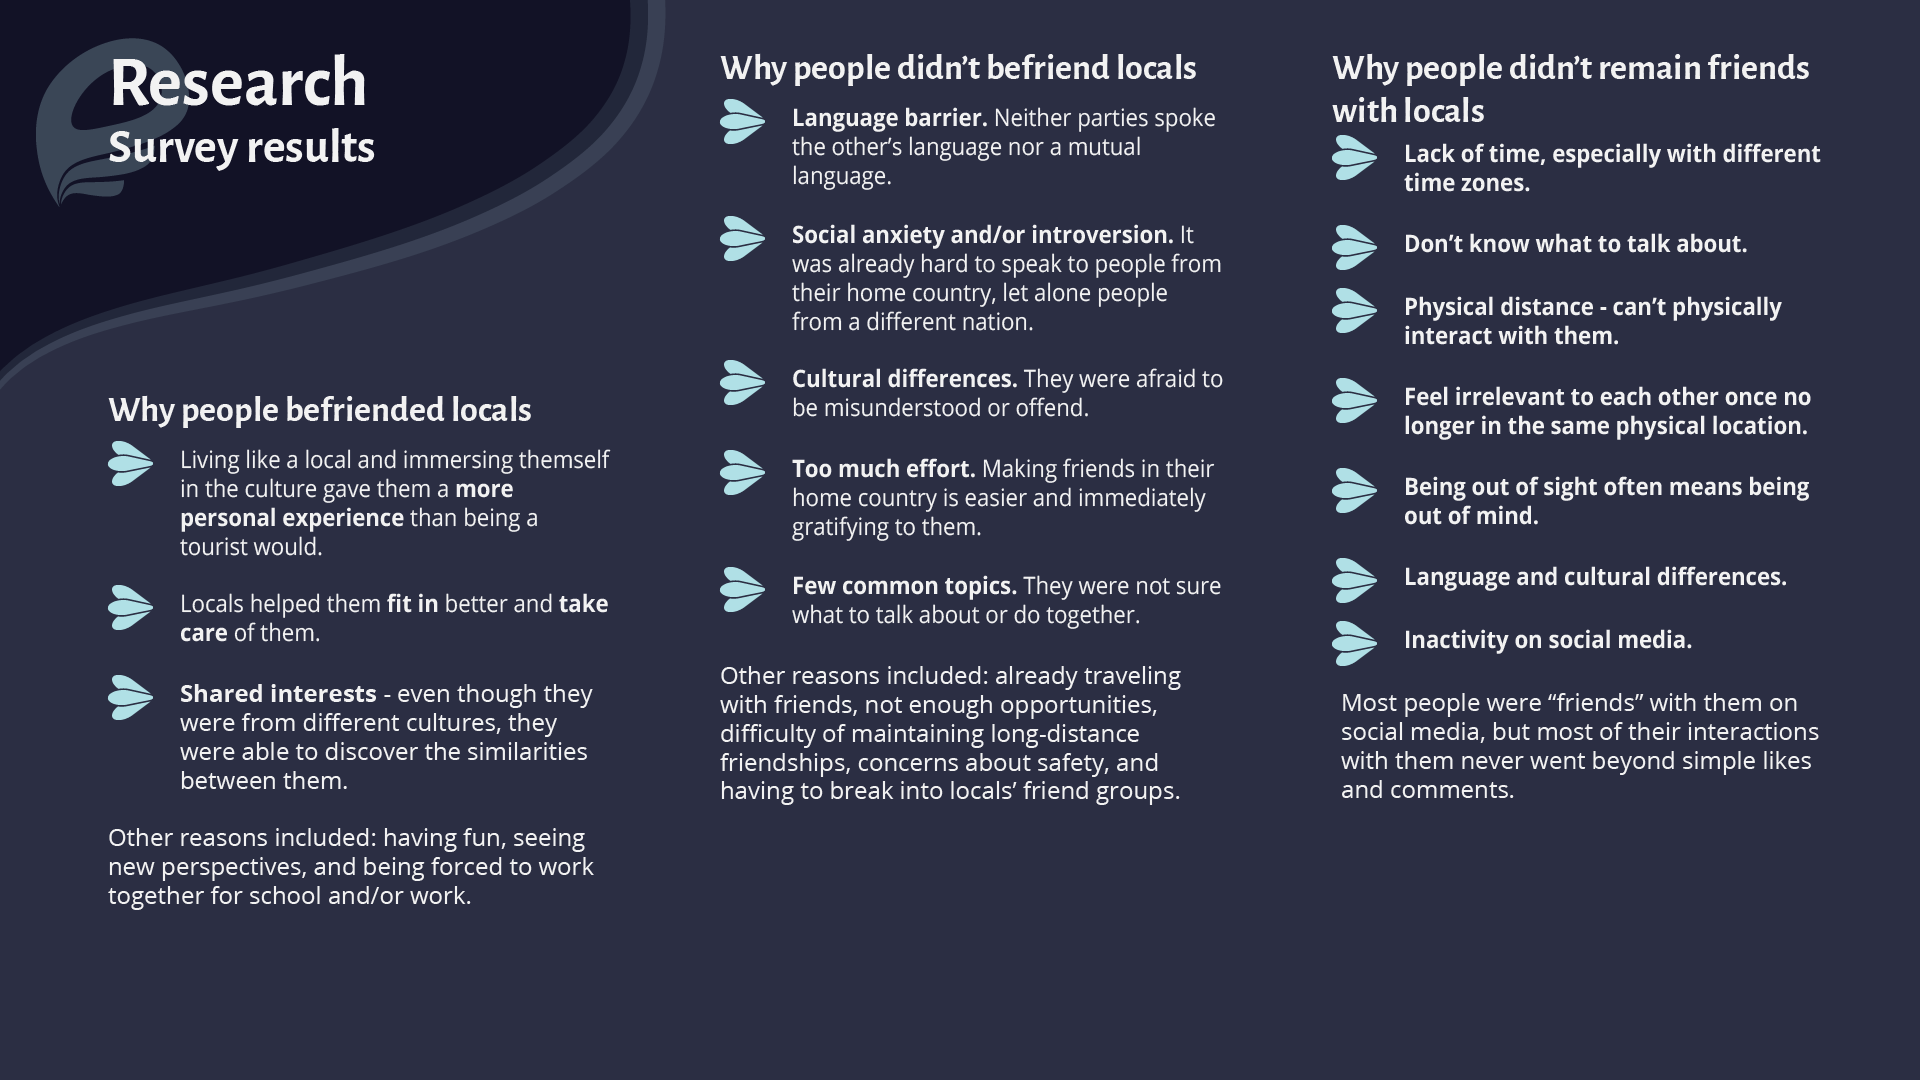 Research
Survey results
Why people befriended locals
Living like a local and immersing themself
in the culture gave them a more
personal experience than being a
tourist would.
Locals helped them fit in better and take
care of them.
Shared interests - even though they
were from different cultures, they
were able to discover the similarities
between them.
Other reasons included: having fun, seeing
new perspectives, and being forced to work
together for school and/or work.
Why people didn’t befriend locals
Language barrier. Neither parties spoke
the other’s language nor a mutual
language.
Social anxiety and/or introversion. It
was already hard to speak to people from
their home country, let alone people
from a different nation.
Cultural differences. They were afraid to
be misunderstood or offend.
Too much effort. Making friends in their
home country is easier and immediately
gratifying to them.
Few common topics. They were not sure
what to talk about or do together.
Other reasons included: already traveling
with friends, not enough opportunities,
difficulty of maintaining long-distance
friendships, concerns about safety, and
having to break into locals’ friend groups.
Why people didn’t remain friends
with locals
Lack of time, especially with different
time zones.
Don’t know what to talk about.
Physical distance - can’t physically
interact with them.
Feel irrelevant to each other once no
longer in the same physical location.
Being out of sight often means being
out of mind.
Language and cultural differences.
Inactivity on social media.
Most people were “friends” with them on
social media, but most of their interactions
with them never went beyond simple likes
and comments.